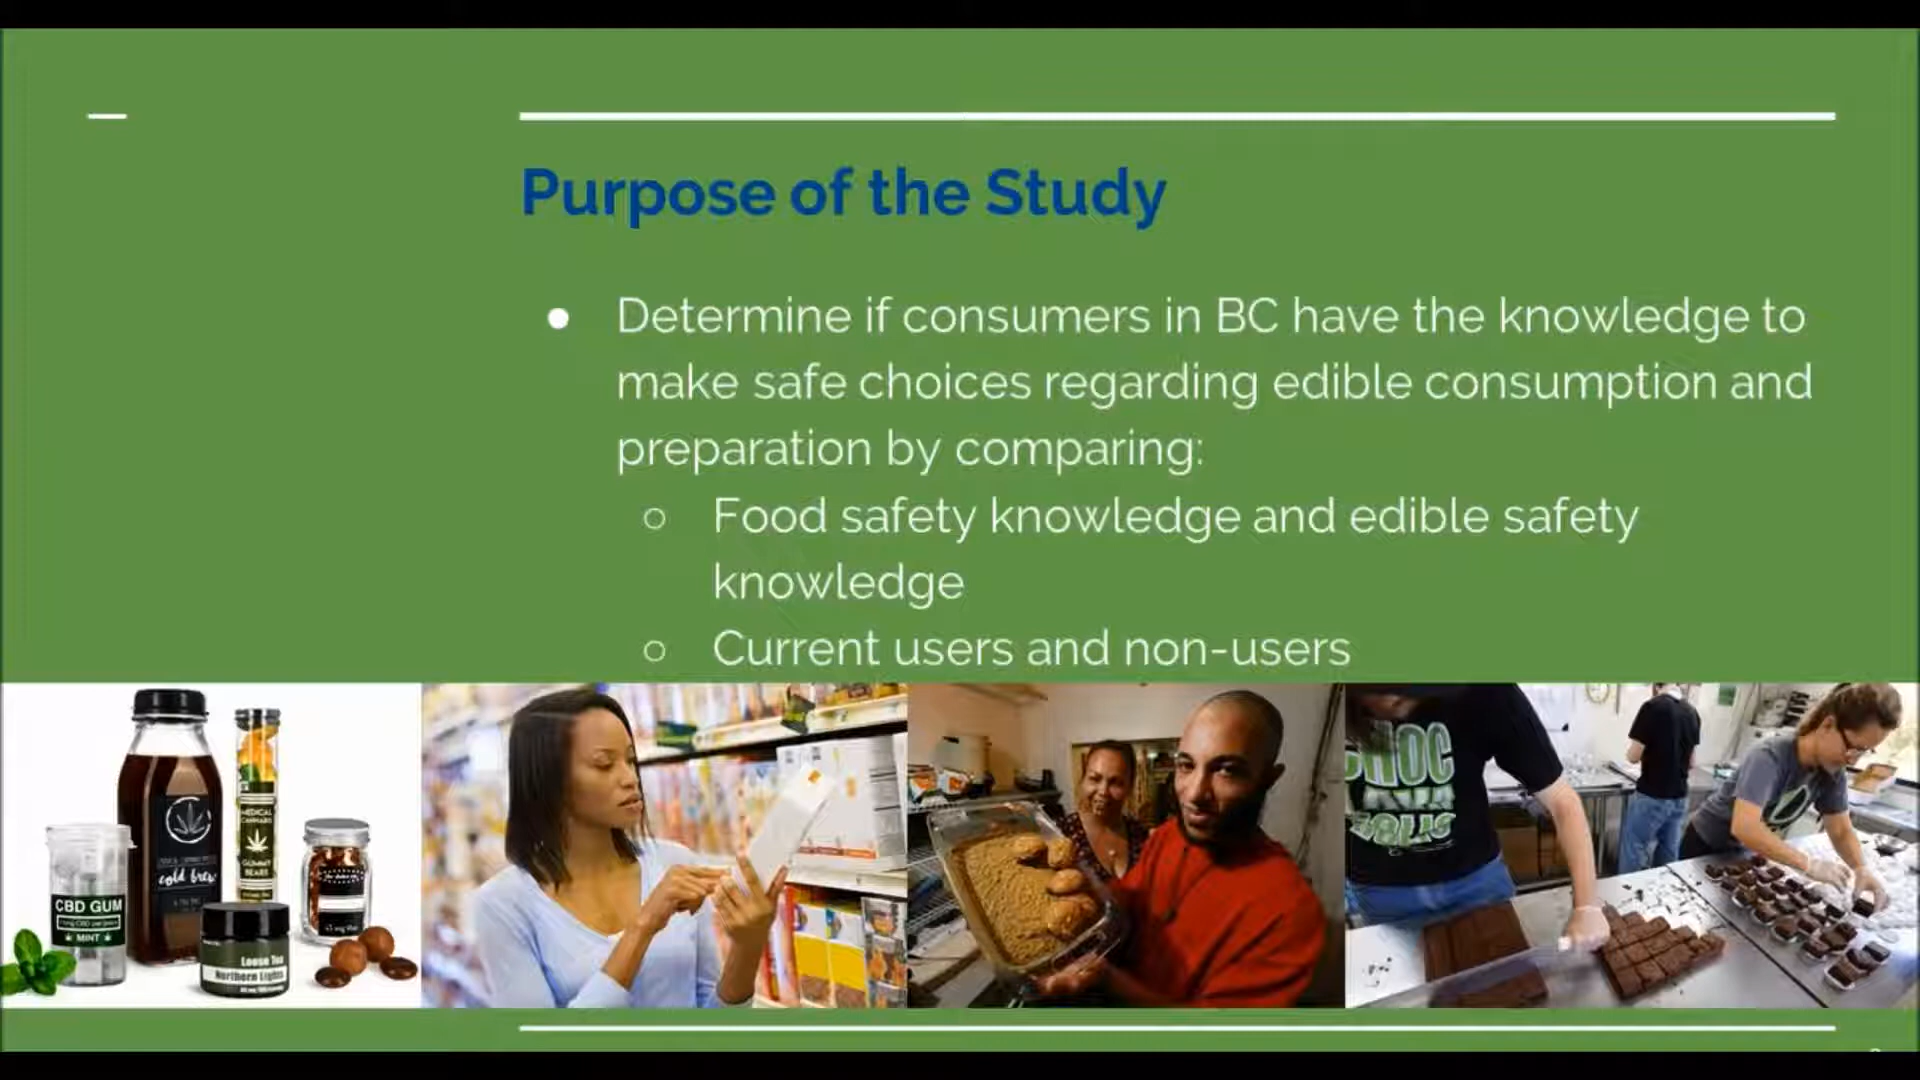 Purpose of the Study
● Determine if consumers in BC have the knowledge to
make safe choices regarding edible consumption and
preparation by comparing:
○ Food safety knowledge and edible safety
knowledge
○ Current users and non-users
cold brew
MEDICAL
CANNABIS
GUMMY
BEARS
CBD GUM
MINT
Loose Tea
Northern Lights